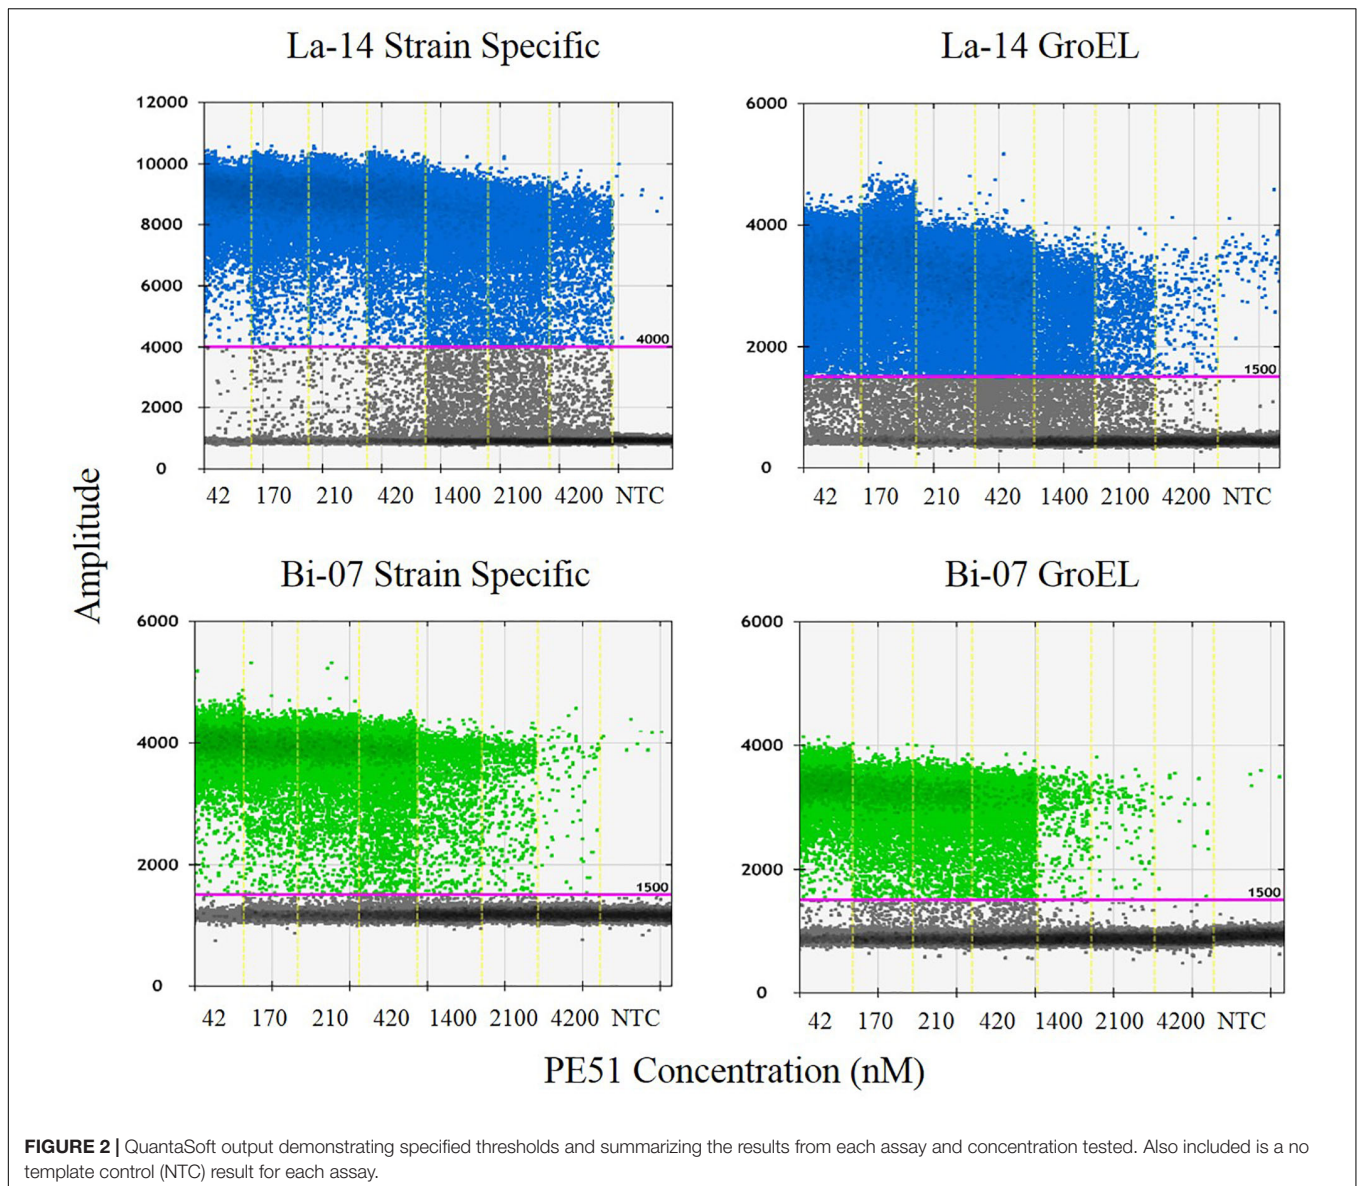 La-14 Strain Specific
La-14 GroEL
12000
10000
8000
6000
4000
2000
0
4000
42 170 210 420 1400 2100 4200 NTC
6000
4000
2000
0
1500
42 170 210 420 1400 2100 4200 NTC
Amplitude
Bi-07 Strain Specific
Bi-07 GroEL
6000
4000
2000
0
1500
42 170 210 420 1400 2100 4200 NTC
6000
4000
2000
0
1500
42 170 210 420 1400 2100 4200 NTC
PE51 Concentration (nM)
FIGURE 2 | QuantaSoft output demonstrating specified thresholds and summarizing the results from each assay and concentration tested. Also included is a no
template control (NTC) result for each assay.